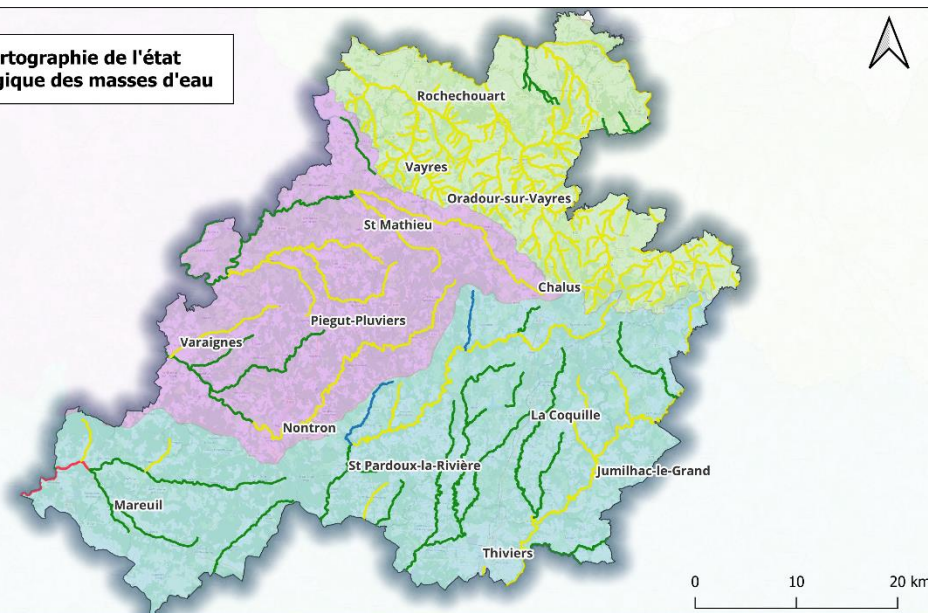 rtographie de l'état
gique des masses d'eau
Rochechouart
Vayres
Oradour-sur-Vayres
St Mathieu
Chalus
Piegut-Pluviers
Varaignes
La Coquille
Nontron
St Pardoux-la-Rivière
Jumilhac-le-Grand
Mareuil
Thiviers
0 10 20 km